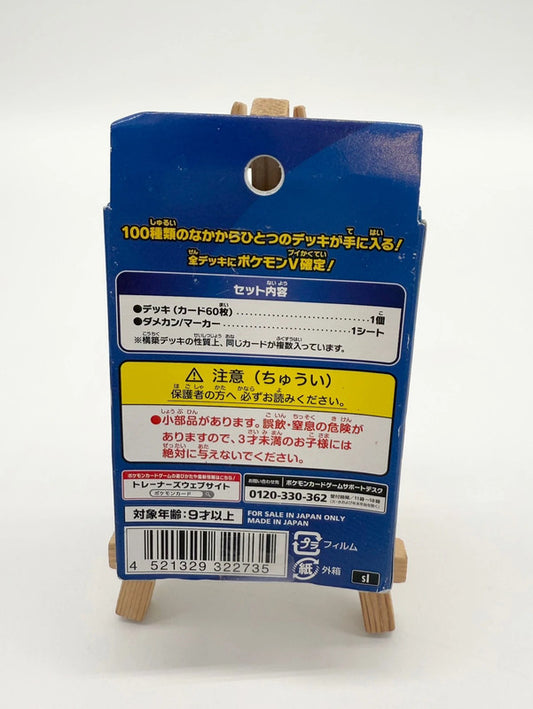 100種類のなかからひとつのデッキが手に入る!
全デッキにポケモンV確定!
セット内容
●デッキ(カード60枚)……………………1個
●ダメカン/マーカー……………………1シート
※構築デッキの性質上、同じカードが複数入っています。
注意(ちゅうい)
保護者の方へ 必ずお読みください。
●小部品があります。誤飲・窒息の危険が
ありますので、3才未満のお子様には
絶対に与えないでください。
ポケモンカードゲームの遊びかたや最新情報はこちら!
トレーナーズウェブサイト
ポケモンカード
お問い合わせ先
ポケモンカードゲームサポートデスク
0120-330-362
対象年齢:9才以上
FOR SALE IN JAPAN ONLY
MADE IN JAPAN
4 521329 322735
プラ
フィルム
紙
外箱
sI